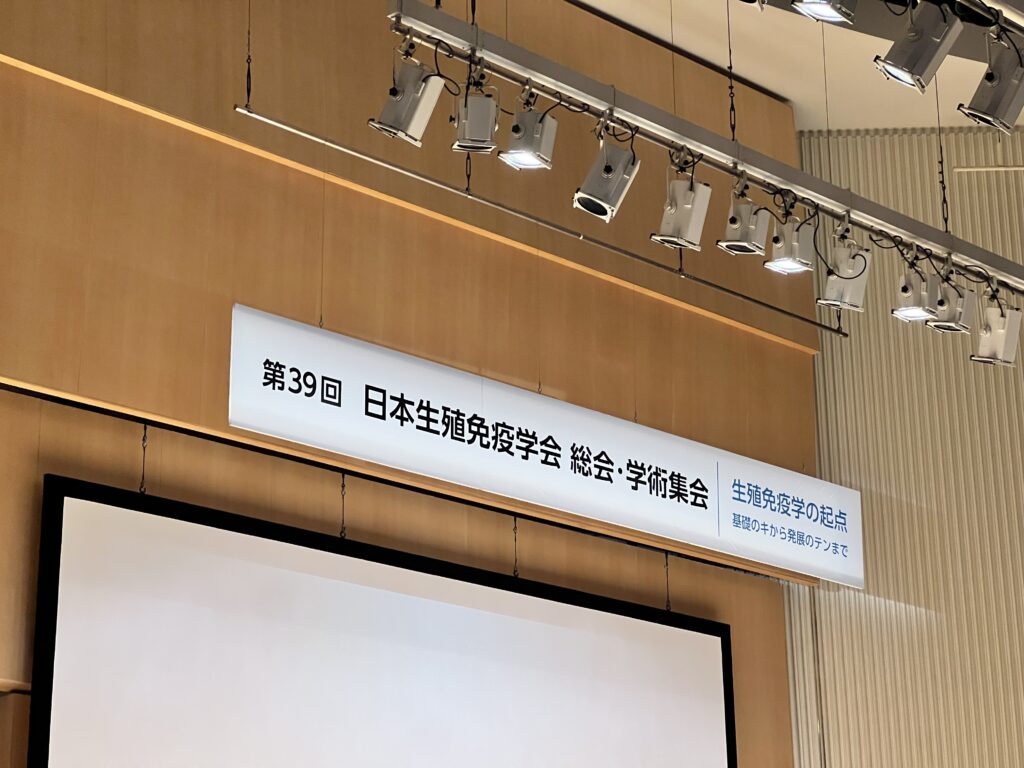 第39回 日本生殖免疫学会 総会・学術集会
生殖免疫学の起点
基礎のキから発展のテンまで